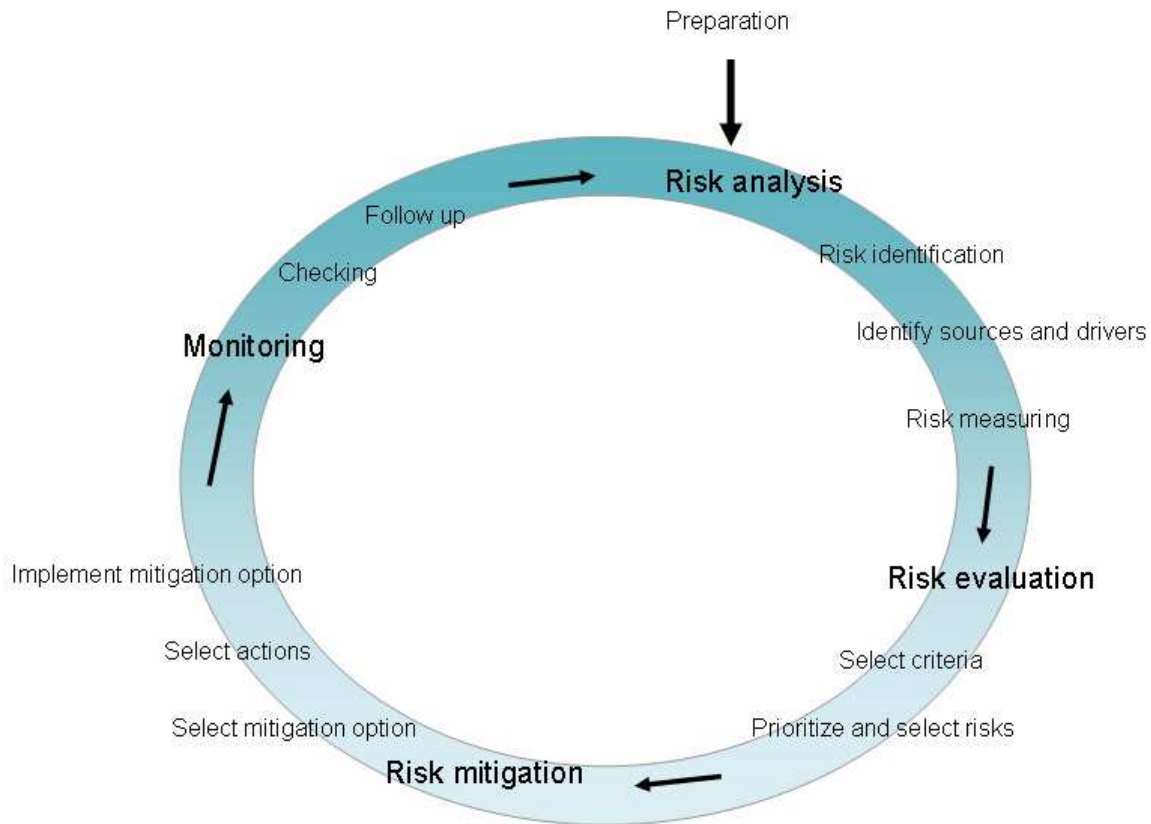 Preparation
Risk analysis
Risk identification
Identify sources and drivers
Risk measuring
Risk evaluation
Select criteria
Prioritize and select risks
Risk mitigation
Select mitigation option
Select actions
Implement mitigation option
Monitoring
Checking
Follow up